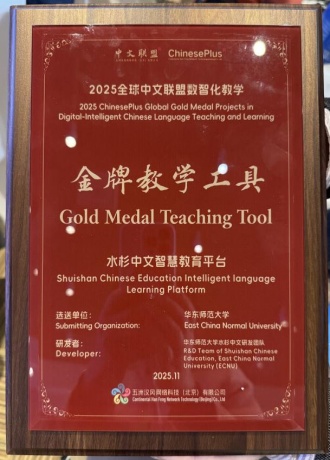 中文联盟 ChinesePlus
2025全球中文联盟数智化教学
2025 ChinesePlus Global Gold Medal Projects in
Digital-Intelligent Chinese Language Teaching and Learning
金牌教学工具
Gold Medal Teaching Tool
水杉中文智慧教育平台
Shuishan Chinese Education Intelligent language
Learning Platform
选送单位: 华东师范大学
Submitting Organization: East China Normal University
研发者: 华东师范大学水杉中文研发团队
Developer: R&D Team of Shuishan Chinese
Education, East China Normal
University (ECNU)
2025.11
五洲汉风网络科技(北京)有限公司
Continental Han Feng Network Technology (Beijing) Co., Ltd